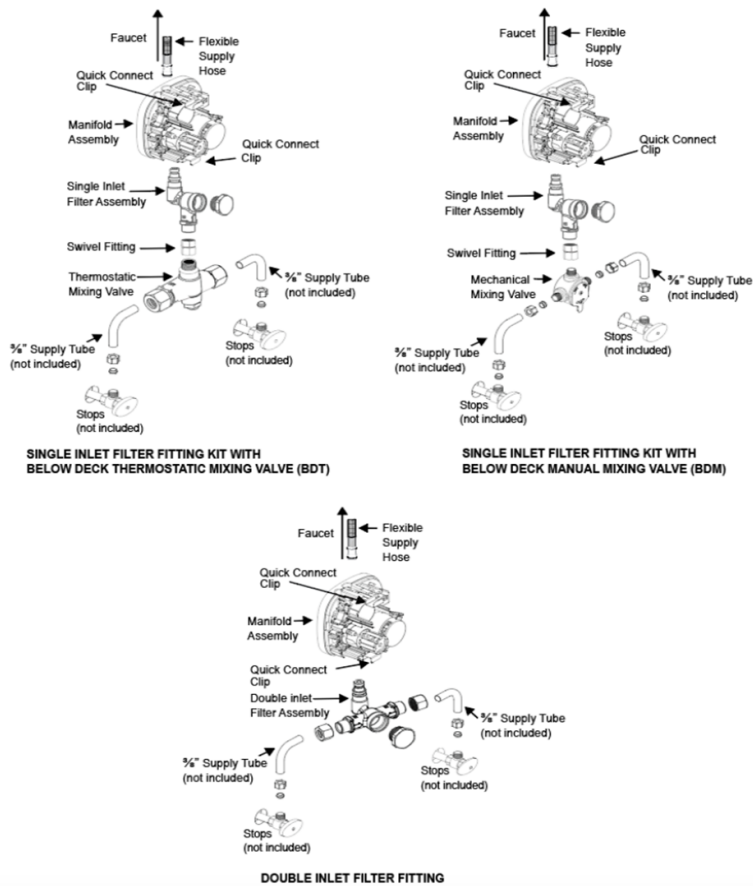 Faucet
Flexible
Supply
Hose
Quick Connect
Clip
Manifold
Assembly
Quick Connect
Clip
Single Inlet
Filter Assembly
Swivel Fitting
Thermostatic
Mixing Valve
⅜" Supply Tube
(not included)
⅜" Supply Tube
(not included)
Stops
(not included)
Stops
(not included)
SINGLE INLET FILTER FITTING KIT WITH
BELOW DECK THERMOSTATIC MIXING VALVE (BDT)
Faucet
Flexible
Supply
Hose
Quick Connect
Clip
Manifold
Assembly
Quick Connect
Clip
Single Inlet
Filter Assembly
Swivel Fitting
Mechanical
Mixing Valve
⅜" Supply Tube
(not included)
Stops
(not included)
⅜" Supply Tube
(not included)
Stops
(not included)
SINGLE INLET FILTER FITTING KIT WITH
BELOW DECK MANUAL MIXING VALVE (BDM)
Faucet
Flexible
Supply
Hose
Quick Connect
Clip
Manifold
Assembly
Quick Connect
Clip
Double inlet
Filter Assembly
⅜" Supply Tube
(not included)
⅜" Supply Tube
(not included)
Stops
(not included)
Stops
(not included)
DOUBLE INLET FILTER FITTING